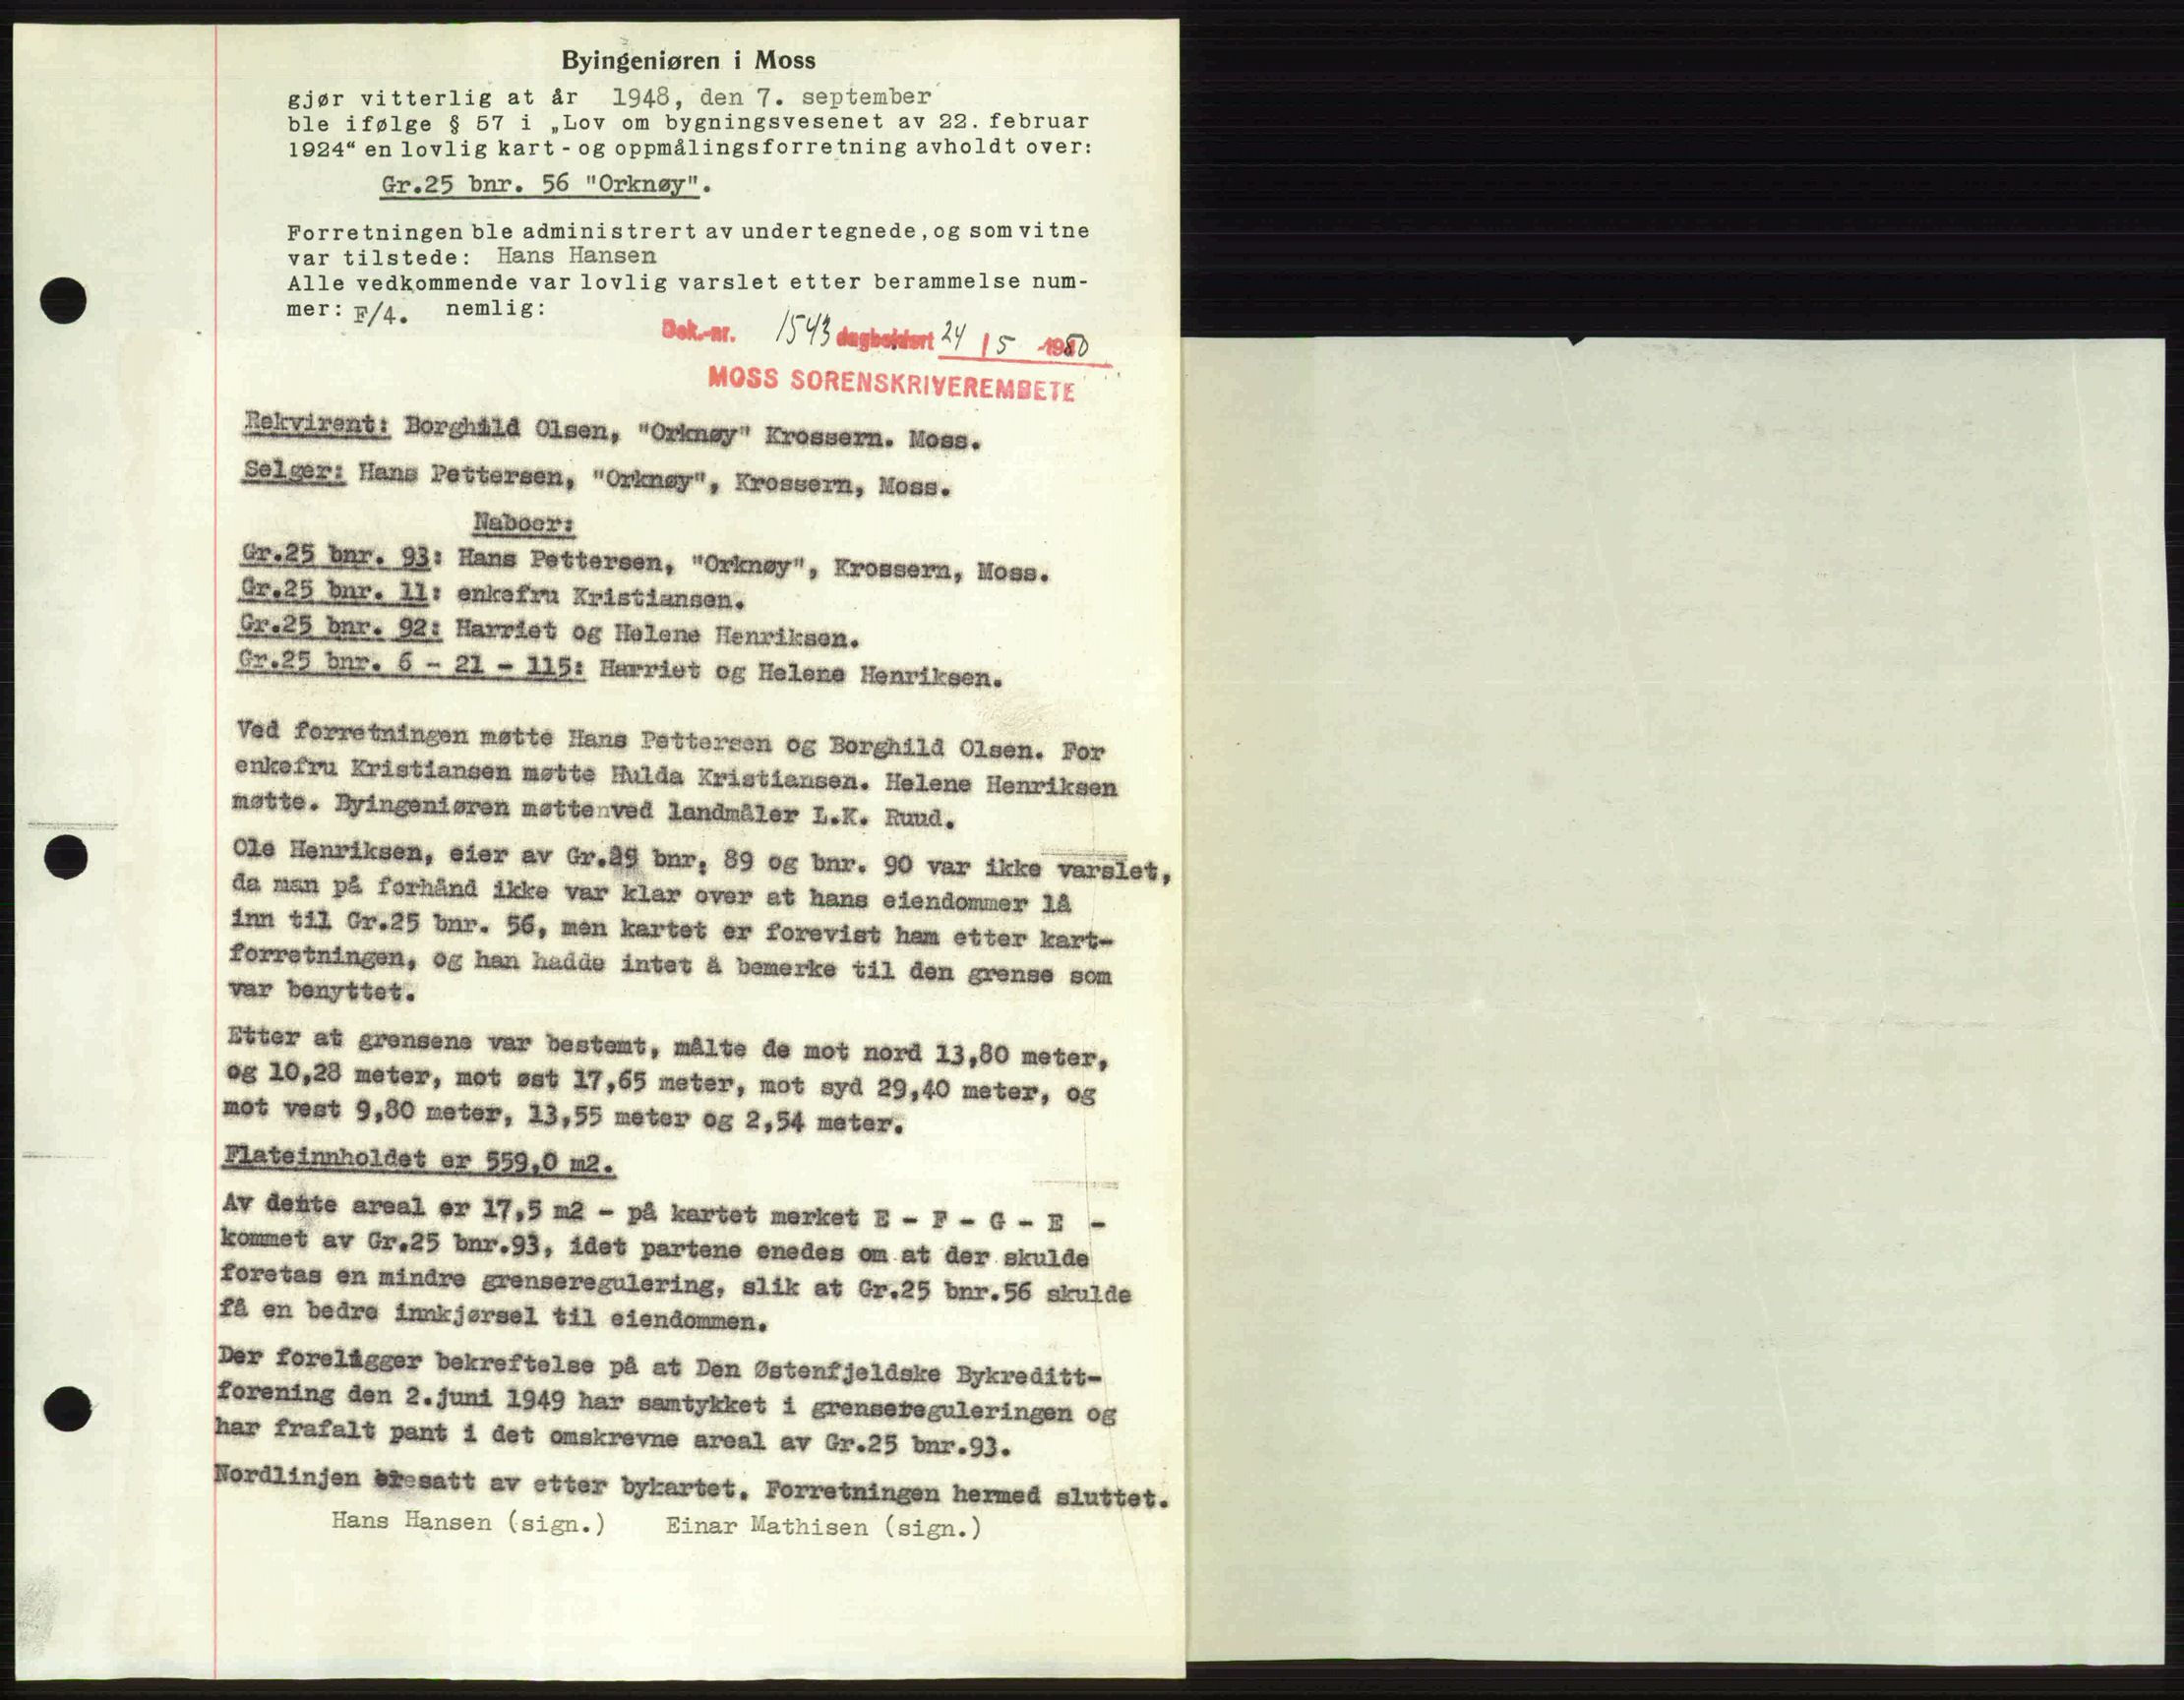 Byingeniøren i Moss
gjør vitterlig at år 1948, den 7. september
ble ifølge § 57 i „Lov om bygningsvesenet av 22. februar
1924“ en lovlig kart - og oppmålingsforretning avholdt over:
Gr.25 bnr. 56 "Orknøy".
Forretningen ble administrert av undertegnede, og som vitne
var tilstede: Hans Hansen
Alle vedkommende var lovlig varslet etter berammelse num-
mer: F/4. nemlig:
Dok.-nr. 1543 dagbokført 24 / 5 -1950
MOSS SORENSKRIVEREMBETE
Rekvirent: Borghild Olsen, "Orknøy" Krossern. Moss.
Selger: Hans Pettersen, "Orknøy", Krossern, Moss.
Naboer:
Gr.25 bnr. 93: Hans Pettersen, "Orknøy", Krossern, Moss.
Gr.25 bnr. 11: enkefru Kristiansen.
Gr.25 bnr. 92: Harriet og Helene Henriksen.
Gr.25 bnr. 6 - 21 - 115: Harriet og Helene Henriksen.
Ved forretningen møtte Hans Pettersen og Borghild Olsen. For
enkefru Kristiansen møtte Hulda Kristiansen. Helene Henriksen
møtte. Byingeniøren møttenved landmåler L.K. Ruud.
Ole Henriksen, eier av Gr.25 bnr. 89 og bnr. 90 var ikke varslet,
da man på forhånd ikke var klar over at hans eiendommer lå
inn til Gr.25 bnr. 56, men kartet er forevist ham etter kart-
forretningen, og han hadde intet å bemerke til den grense som
var benyttet.
Etter at grensene var bestemt, målte de mot nord 13,80 meter,
og 10,28 meter, mot øst 17,65 meter, mot syd 29,40 meter, og
mot vest 9,80 meter, 13,55 meter og 2,54 meter.
Flateinnholdet er 559,0 m2.
Av dette areal er 17,5 m2 - på kartet merket E - F - G - E -
kommet av Gr.25 bnr.93, idet partene enedes om at der skulde
foretas en mindre grenseregulering, slik at Gr.25 bnr.56 skulde
få en bedre innkjørsel til eiendommen.
Der foreligger bekreftelse på at Den Østenfjeldske Bykreditt-
forening den 2.juni 1949 har samtykket i grensereguleringen og
har frafalt pant i det omskrevne areal av Gr.25 bnr.93.
Nordlinjen er satt av etter bykartet. Forretningen hermed sluttet.
Hans Hansen (sign.) Einar Mathisen (sign.)